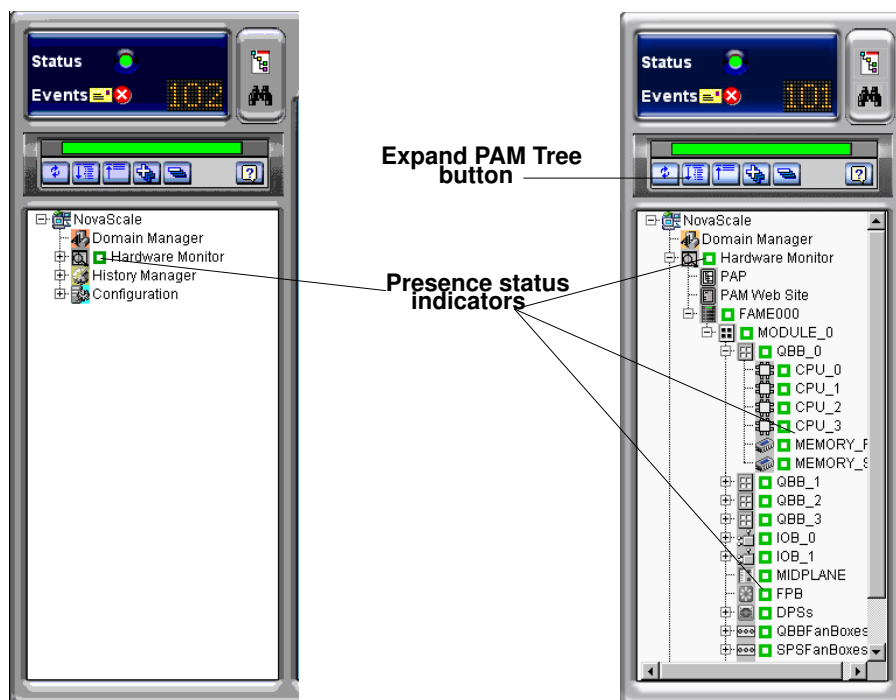 Status
Events 102
NovaScale
Domain Manager
Hardware Monitor
History Manager
Configuration
Expand PAM Tree
button
Presence status
indicators
Status
Events 101
NovaScale
Domain Manager
Hardware Monitor
PAP
PAM Web Site
FAME000
MODULE_0
QBB_0
CPU_0
CPU_1
CPU_2
CPU_3
MEMORY_F
MEMORY_S
QBB_1
QBB_2
QBB_3
IOB_0
IOB_1
MIDPLANE
FPB
DPSs
QBBFanBoxes
SPSFanBoxes